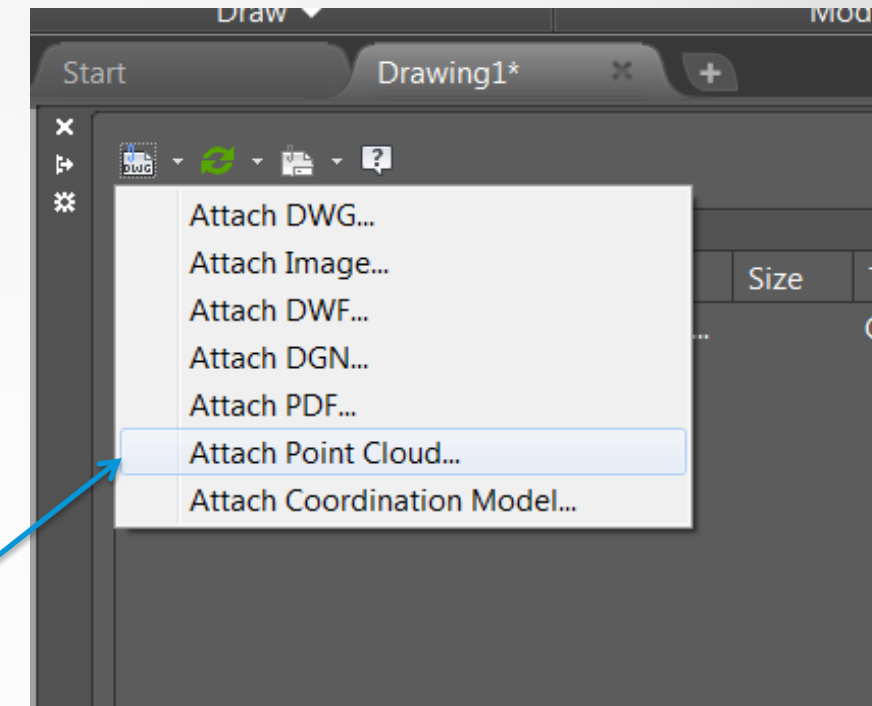 Draw
Start
Drawing1*
DWG
Attach DWG...
Attach Image...
Attach DWF...
Attach DGN...
Attach PDF...
Attach Point Cloud...
Attach Coordination Model...
Size
...